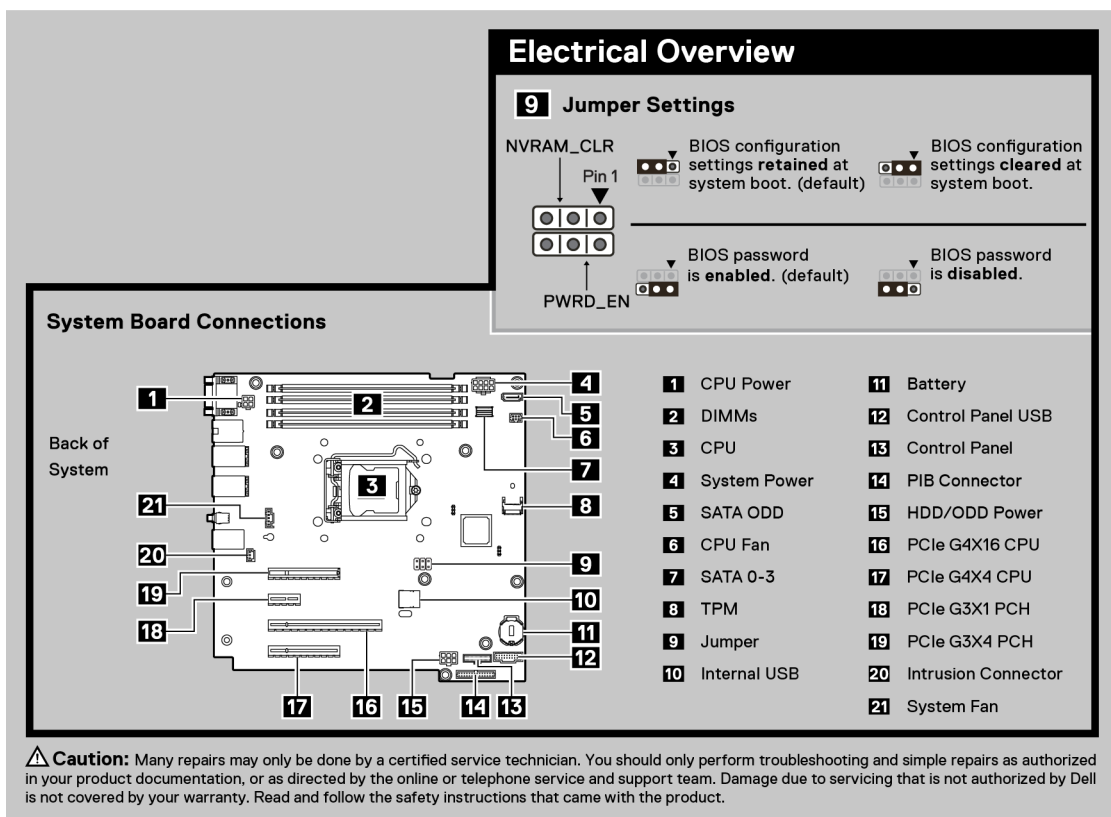 Electrical Overview
9 Jumper Settings
NVRAM_CLR
Pin 1
BIOS configuration
settings retained at
system boot. (default)
BIOS configuration
settings cleared at
system boot.
BIOS password
is enabled. (default)
BIOS password
is disabled.
PWRD_EN
System Board Connections
Back of
System
1
2
3
4
5
6
7
8
9
10
11
12
13
14
15
16
17
18
19
20
21
1 CPU Power
2 DIMMs
3 CPU
4 System Power
5 SATA ODD
6 CPU Fan
7 SATA 0-3
8 TPM
9 Jumper
10 Internal USB
11 Battery
12 Control Panel USB
13 Control Panel
14 PIB Connector
15 HDD/ODD Power
16 PCIe G4X16 CPU
17 PCIe G4X4 CPU
18 PCIe G3X1 PCH
19 PCIe G3X4 PCH
20 Intrusion Connector
21 System Fan
Caution: Many repairs may only be done by a certified service technician. You should only perform troubleshooting and simple repairs as authorized
in your product documentation, or as directed by the online or telephone service and support team. Damage due to servicing that is not authorized by Dell
is not covered by your warranty. Read and follow the safety instructions that came with the product.